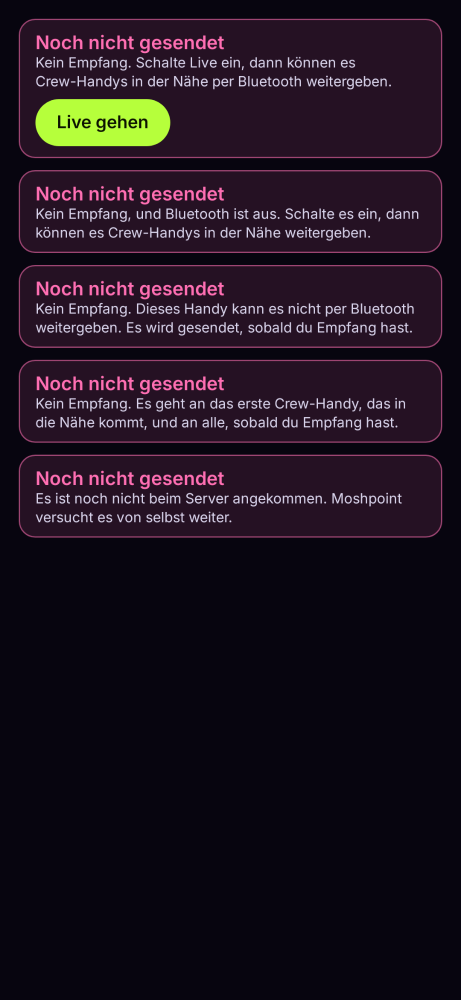 Noch nicht gesendet
Kein Empfang. Schalte Live ein, dann können es
Crew-Handys in der Nähe per Bluetooth weitergeben.
Live gehen
Noch nicht gesendet
Kein Empfang, und Bluetooth ist aus. Schalte es ein, dann
können es Crew-Handys in der Nähe weitergeben.
Noch nicht gesendet
Kein Empfang. Dieses Handy kann es nicht per Bluetooth
weitergeben. Es wird gesendet, sobald du Empfang hast.
Noch nicht gesendet
Kein Empfang. Es geht an das erste Crew-Handy, das in
die Nähe kommt, und an alle, sobald du Empfang hast.
Noch nicht gesendet
Es ist noch nicht beim Server angekommen. Moshpoint
versucht es von selbst weiter.